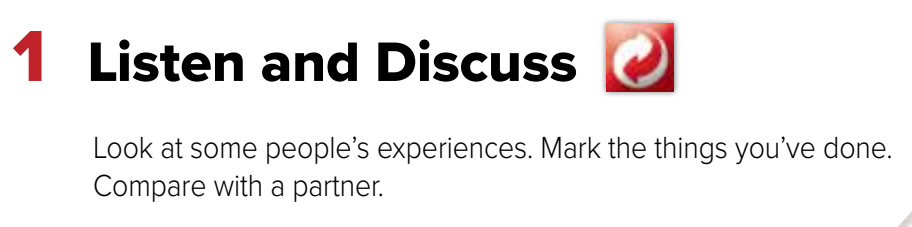 1 Listen and Discuss
Look at some people's experiences. Mark the things you've done.
Compare with a partner.